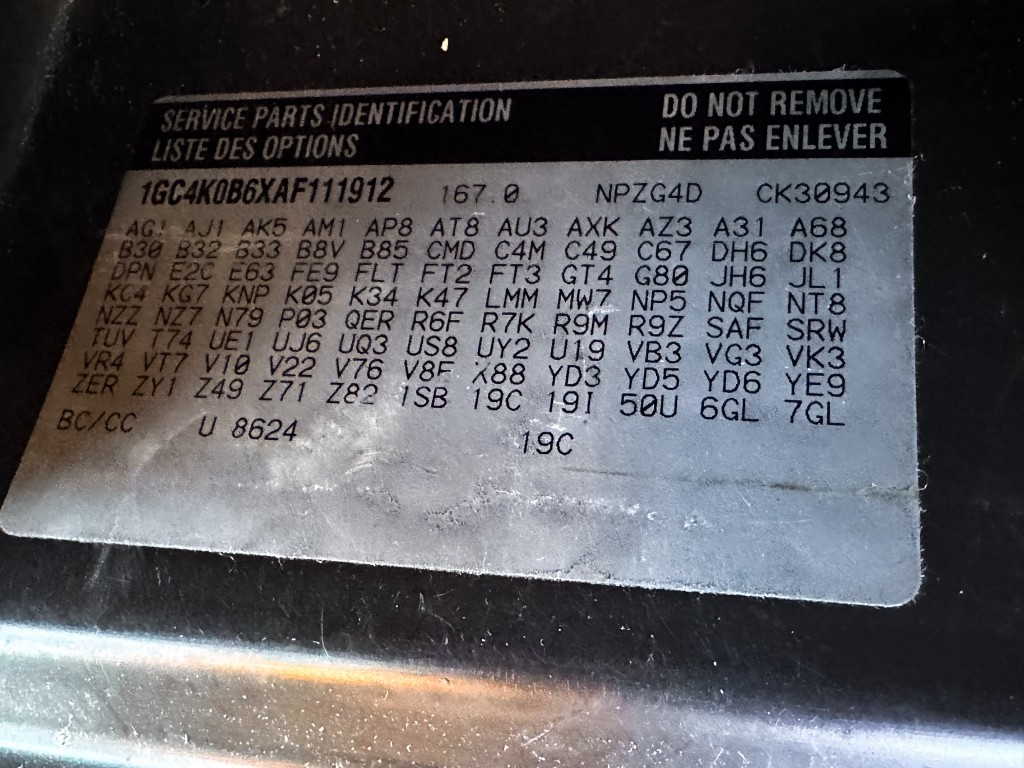 SERVICE PARTS IDENTIFICATION DO NOT REMOVE
LISTE DES OPTIONS NE PAS ENLEVER
1GC4K0B6XAF111912 167.0 NPZG4D CK30943
AG1 AJ1 AK5 AM1 AP8 AT8 AU3 AXK AZ3 A31 A68
B30 B32 B33 B8V B85 CMD C4M C49 C67 DH6 DK8
DPN E2C E63 FE9 FLT FT2 FT3 GT4 G80 JH6 JL1
KC4 KG7 KNP K05 K34 K47 LMM MW7 NP5 NQF NT8
NZZ NZ7 N79 P03 QER R6F R7K R9M R9Z SAF SRW
TUV T74 UE1 UJ6 UQ3 US8 UY2 U19 VB3 VG3 VK3
VR4 VT7 V10 V22 V76 V8F X88 YD3 YD5 YD6 YE9
ZER ZY1 Z49 Z71 Z82 1SB 19C 19I 50U 6GL 7GL
BC/CC U 8624 19C